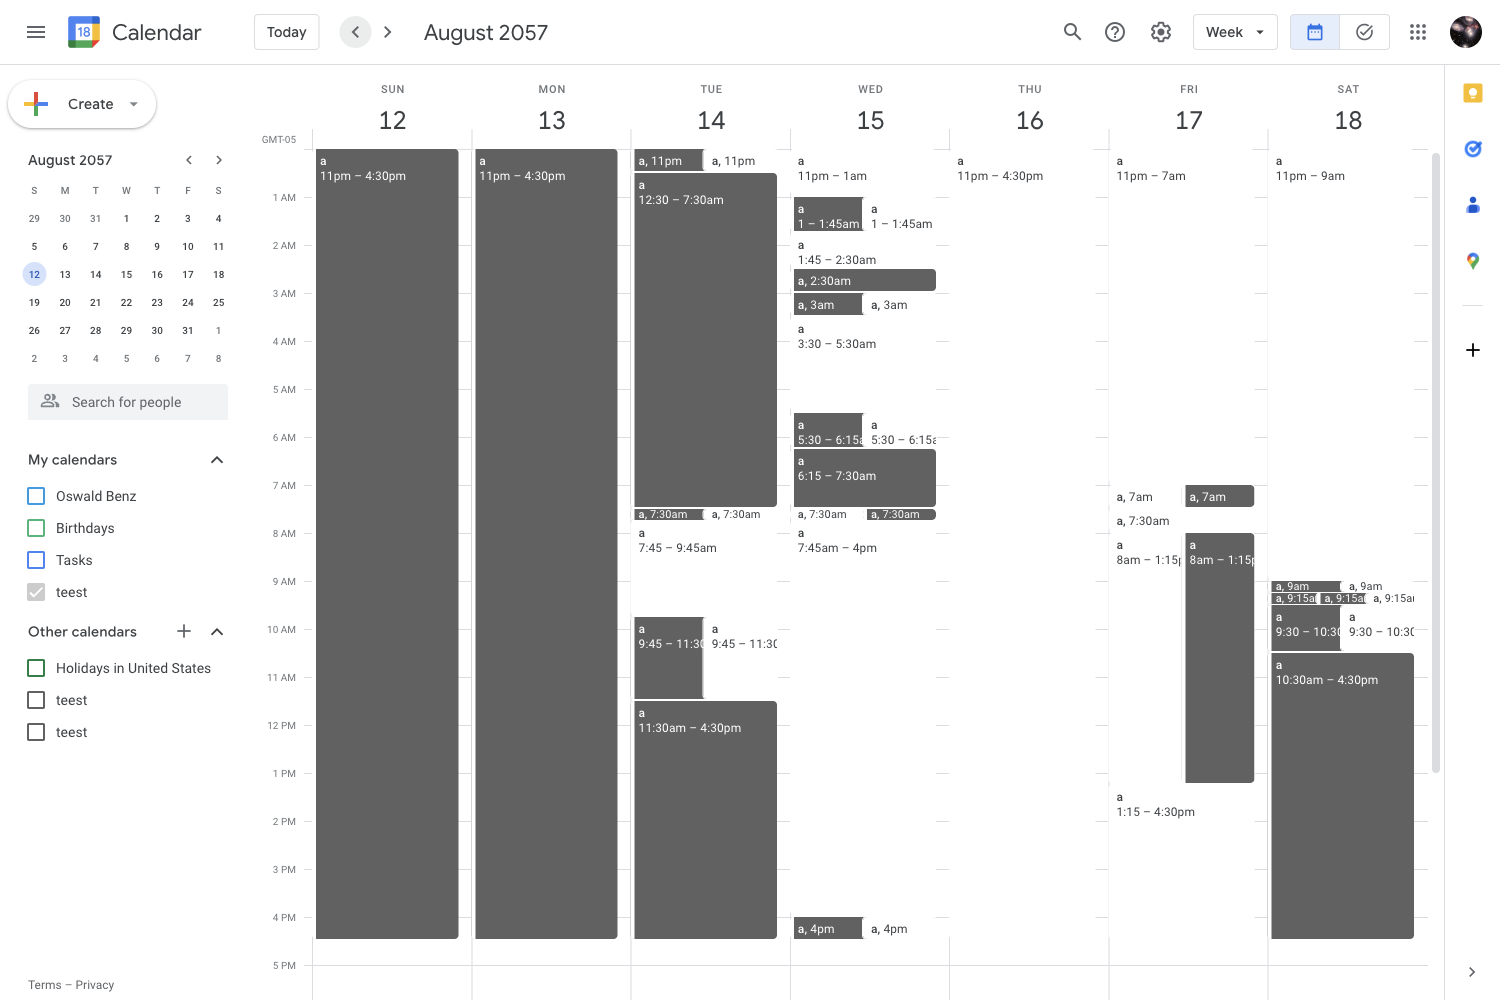 18 Calendar Today August 2057 Week
Create
August 2057
S M T W T F S
29 30 31 1 2 3 4
5 6 7 8 9 10 11
12 13 14 15 16 17 18
19 20 21 22 23 24 25
26 27 28 29 30 31 1
2 3 4 5 6 7 8
Search for people
My calendars
Oswald Benz
Birthdays
Tasks
teest
Other calendars
Holidays in United States
teest
teest
Terms – Privacy
GMT-05
1 AM
2 AM
3 AM
4 AM
5 AM
6 AM
7 AM
8 AM
9 AM
10 AM
11 AM
12 PM
1 PM
2 PM
3 PM
4 PM
5 PM
SUN
12
a
11pm – 4:30pm
MON
13
a
11pm – 4:30pm
TUE
14
a, 11pm
a, 11pm
a
12:30 – 7:30am
a, 7:30am
a, 7:30am
a
7:45 – 9:45am
a
9:45 – 11:30
a
9:45 – 11:30
a
11:30am – 4:30pm
WED
15
a
11pm – 1am
a
1 – 1:45am
a
1 – 1:45am
a
1:45 – 2:30am
a, 2:30am
a, 3am
a, 3am
a
3:30 – 5:30am
a
5:30 – 6:15a
a
5:30 – 6:15a
a
6:15 – 7:30am
a, 7:30am
a, 7:30am
a
7:45am – 4pm
a, 4pm
a, 4pm
THU
16
a
11pm – 4:30pm
FRI
17
a
11pm – 7am
a, 7am
a, 7am
a, 7:30am
a
8am – 1:15p
a
8am – 1:15p
a
1:15 – 4:30pm
SAT
18
a
11pm – 9am
a, 9am
a, 9am
a, 9:15a
a, 9:15a
a, 9:15a
a
9:30 – 10:30
a
9:30 – 10:30
a
10:30am – 4:30pm